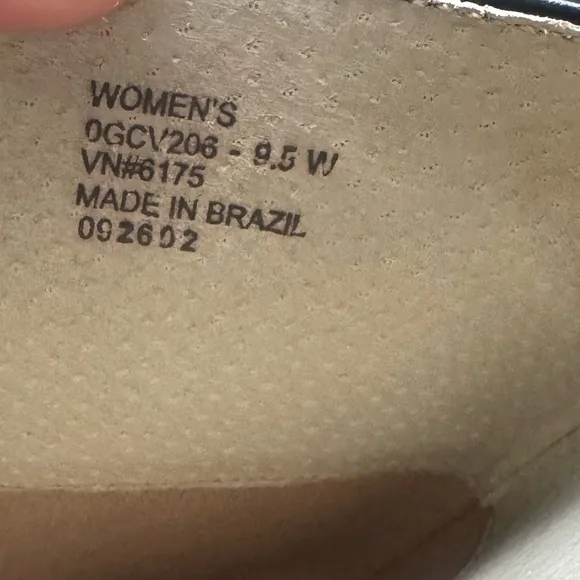 WOMEN'S
0GCV206 - 9.5 W
VN#6175
MADE IN BRAZIL
092602